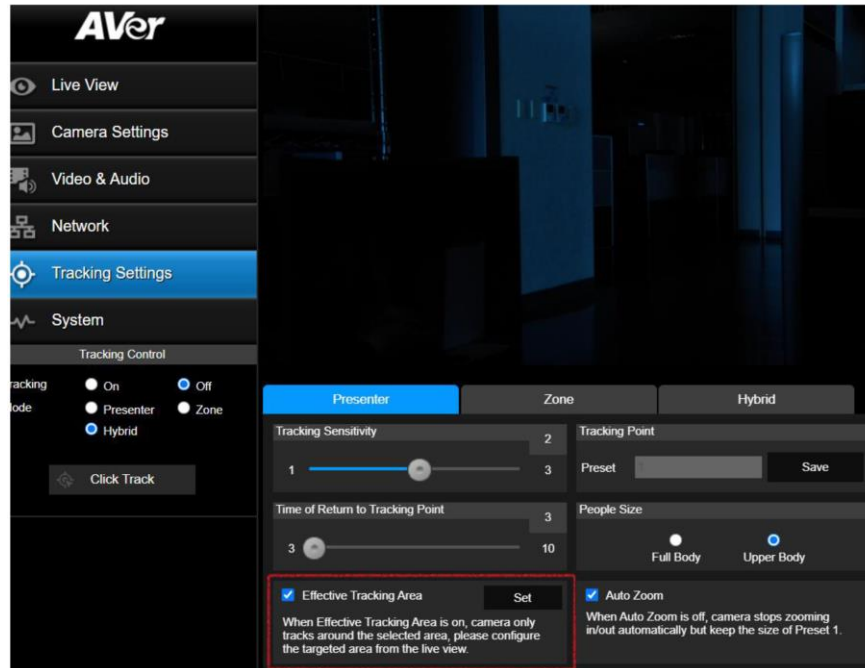 AVer
Live View
Camera Settings
Video & Audio
Network
Tracking Settings
System
Tracking Control
racking
On
Off
lode
Presenter
Zone
Hybrid
Click Track
Presenter
Zone
Hybrid
Tracking Sensitivity
2
1
3
Tracking Point
Preset
Save
Time of Return to Tracking Point
3
3
10
People Size
Full Body
Upper Body
Effective Tracking Area
Set
When Effective Tracking Area is on, camera only
tracks around the selected area, please configure
the targeted area from the live view.
Auto Zoom
When Auto Zoom is off, camera stops zooming
in/out automatically but keep the size of Preset 1.